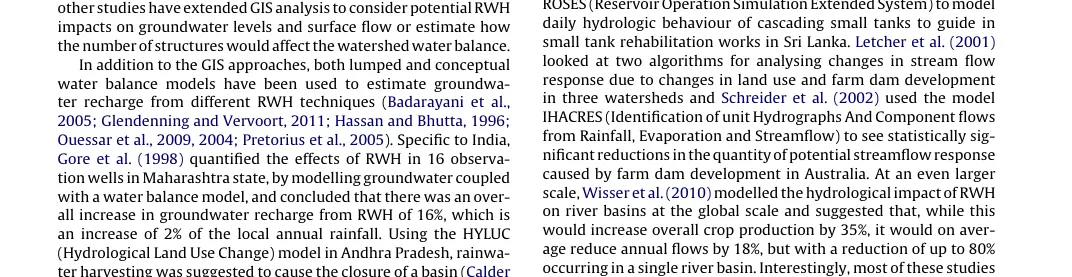 other studies have extended GIS analysis to consider potential RWH
impacts on groundwater levels and surface flow or estimate how
the number of structures would affect the watershed water balance.
In addition to the GIS approaches, both lumped and conceptual
water balance models have been used to estimate groundwa-
ter recharge from different RWH techniques (Badarayani et al.,
2005; Glendenning and Vervoort, 2011; Hassan and Bhutta, 1996;
Ouessar et al., 2009, 2004; Pretorius et al., 2005). Specific to India,
Gore et al. (1998) quantified the effects of RWH in 16 observa-
tion wells in Maharashtra state, by modelling groundwater coupled
with a water balance model, and concluded that there was an over-
all increase in groundwater recharge from RWH of 16%, which is
an increase of 2% of the local annual rainfall. Using the HYLUC
(Hydrological Land Use Change) model in Andhra Pradesh, rainwa-
ter harvesting was suggested to cause the closure of a basin (Calder
ROSES (Reservoir Operation Simulation Extended System) to model
daily hydrologic behaviour of cascading small tanks to guide in
small tank rehabilitation works in Sri Lanka. Letcher et al. (2001)
looked at two algorithms for analysing changes in stream flow
response due to changes in land use and farm dam development
in three watersheds and Schreider et al. (2002) used the model
IHACRES (Identification of unit Hydrographs And Component flows
from Rainfall, Evaporation and Streamflow) to see statistically sig-
nificant reductions in the quantity of potential streamflow response
caused by farm dam development in Australia. At an even larger
scale, Wisser et al. (2010) modelled the hydrological impact of RWH
on river basins at the global scale and suggested that, while this
would increase overall crop production by 35%, it would on aver-
age reduce annual flows by 18%, but with a reduction of up to 80%
occurring in a single river basin. Interestingly, most of these studies